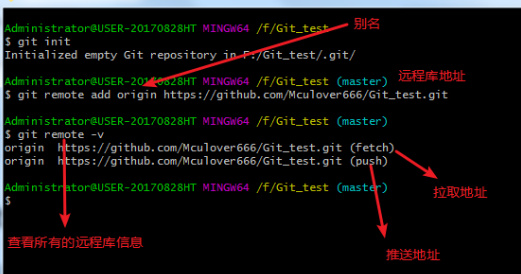 Administrator@USER-20170828HT MINGW64 /f/Git_test
别名
$ git init
Initialized empty Git repository in F:/Git_test/.git/
Administrator@USER-20170828HT MINGW64 /f/Git_test (master)
远程库地址
$ git remote add origin https://github.com/Mculover666/Git_test.git
Administrator@USER-20170828HT MINGW64 /f/Git_test (master)
$ git remote -v
origin  https://github.com/Mculover666/Git_test.git (fetch)
origin  https://github.com/Mculover666/Git_test.git (push)
Administrator@USER-20170828HT MINGW64 /f/Git_test (master)
$
拉取地址
查看所有的远程库信息
推送地址